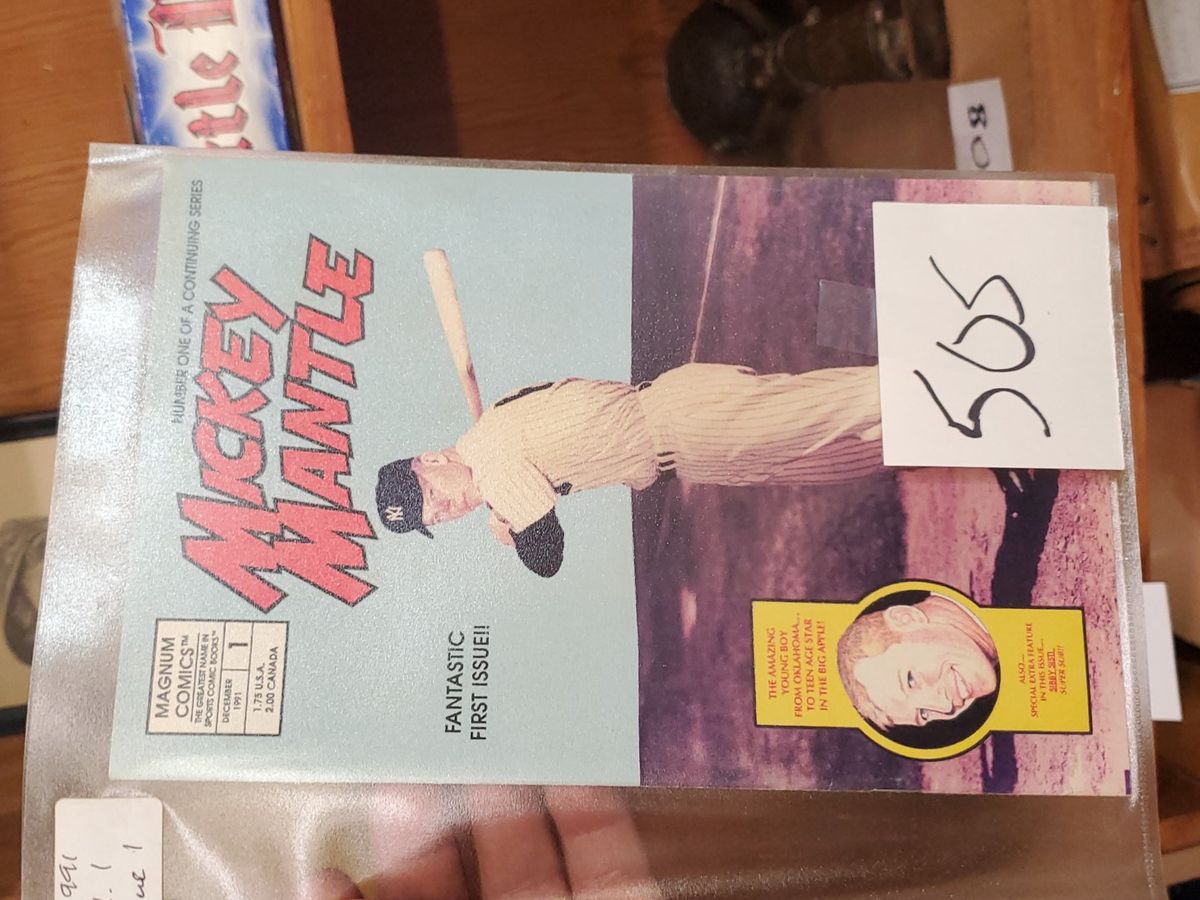 NUMBER ONE OF A CONTINUING SERIES
MICKEY
MANTLE
MAGNUM
COMICS™
THE GREATEST NAME IN
SPORTS COMIC BOOKS™
DECEMBER
1991
1
1.75 U.S.A.
2.00 CANADA
FANTASTIC
FIRST ISSUE!!
NY
THE AMAZING
YOUNG BOY
FROM OKLAHOMA...
TO TEEN AGE STAR
IN THE BIG APPLE!
ALSO...
SPECIAL EXTRA FEATURE
IN THIS ISSUE...
SUPER SUB!!
505